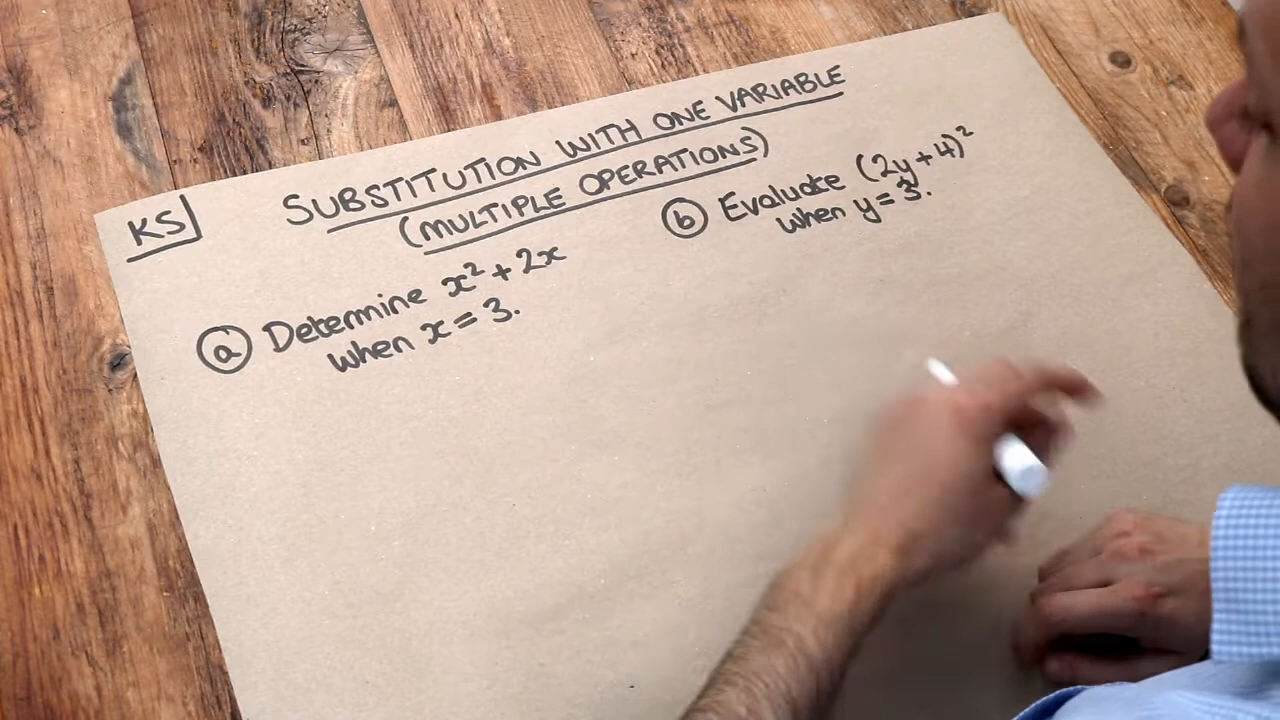 KS
SUBSTITUTION WITH ONE VARIABLE
(MULTIPLE OPERATIONS)
ⓐ Determine x² + 2x
when x = 3.
ⓑ Evaluate (2y + 4)²
when y = 3.